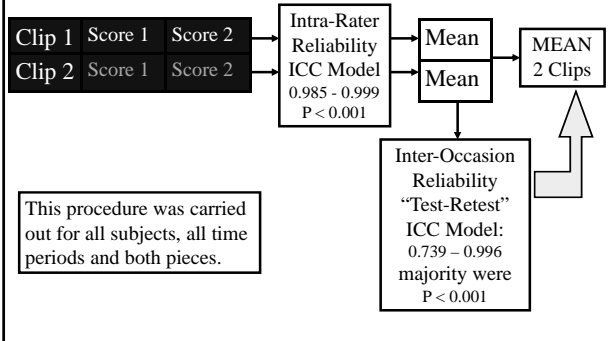 Clip 1 Score 1 Score 2
Clip 2 Score 1 Score 2
Intra-Rater
Reliability
ICC Model
0.985 - 0.999
P < 0.001
Mean
Mean
MEAN
2 Clips
Inter-Occasion
Reliability
“Test-Retest”
ICC Model:
0.739 – 0.996
majority were
P < 0.001
This procedure was carried
out for all subjects, all time
periods and both pieces.